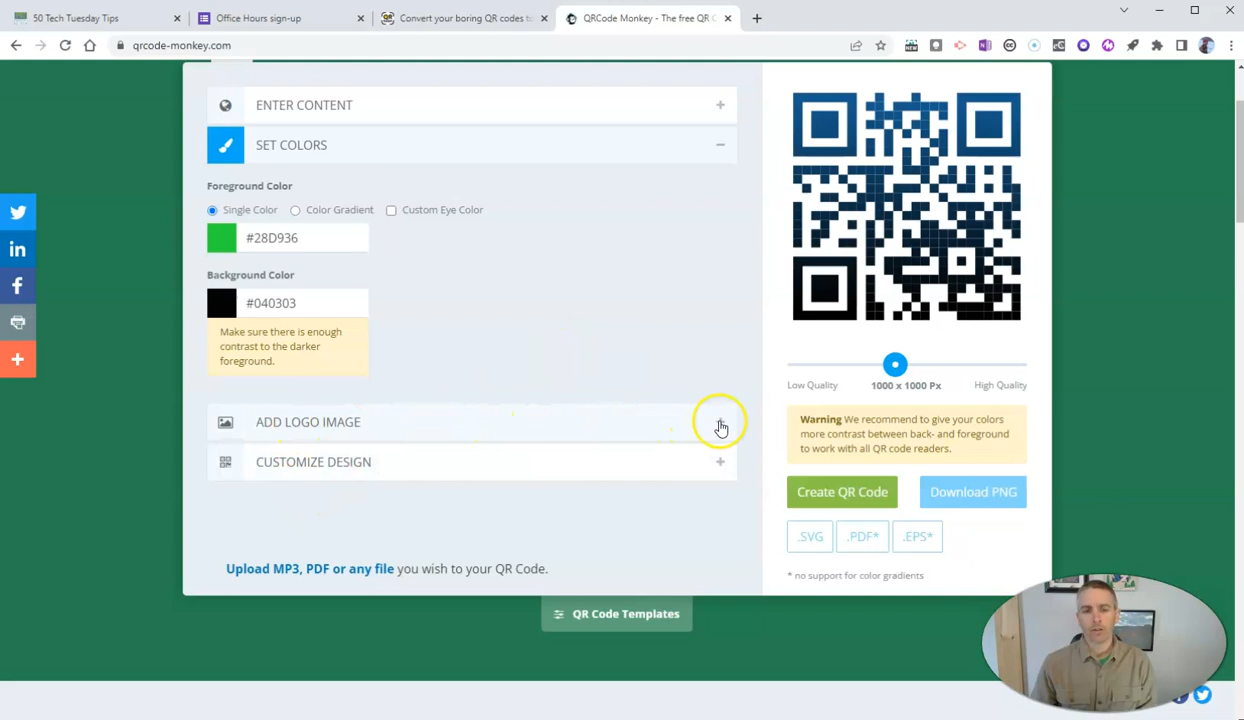 50 Tech Tuesday Tips
Office Hours sign-up
Convert your boring QR codes to
QRCode Monkey - The free QR C
qrcode-monkey.com
ENTER CONTENT
SET COLORS
Foreground Color
Single Color
Color Gradient
Custom Eye Color
#28D936
Background Color
#040303
Make sure there is enough
contrast to the darker
foreground.
ADD LOGO IMAGE
CUSTOMIZE DESIGN
Upload MP3, PDF or any file you wish to your QR Code.
Low Quality
1000 x 1000 Px
High Quality
Warning We recommend to give your colors
more contrast between back- and foreground
to work with all QR code readers.
Create QR Code
Download PNG
.SVG
.PDF*
.EPS*
* no support for color gradients
QR Code Templates